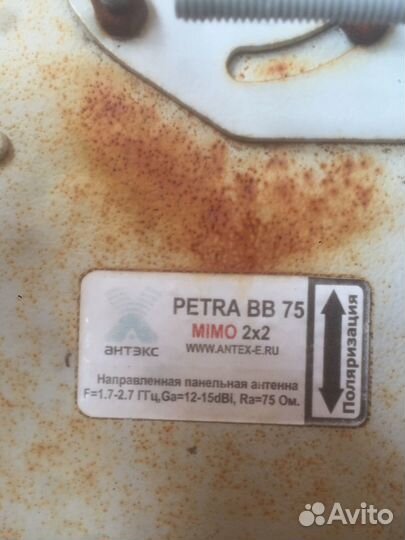 PETRA BB 75
MIMO 2x2
WWW.ANTEX-E.RU
антэкс
Направленная панельная антенна
F=1.7-2.7 ГГц,Ga=12-15dBi, Ra=75 Ом.
Поляризация
Avito